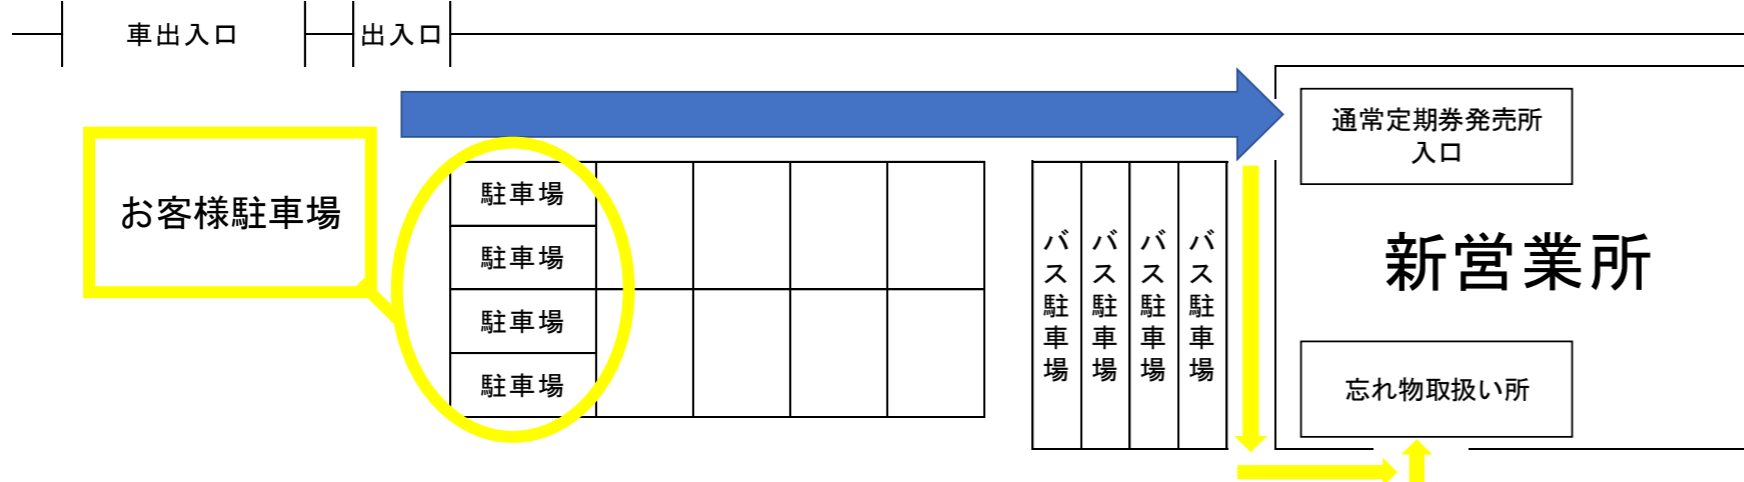 車出入口
出入口
通常定期券発売所
入口
お客様駐車場
駐車場
駐車場
駐車場
駐車場
バス駐車場
バス駐車場
バス駐車場
バス駐車場
新営業所
忘れ物取扱い所